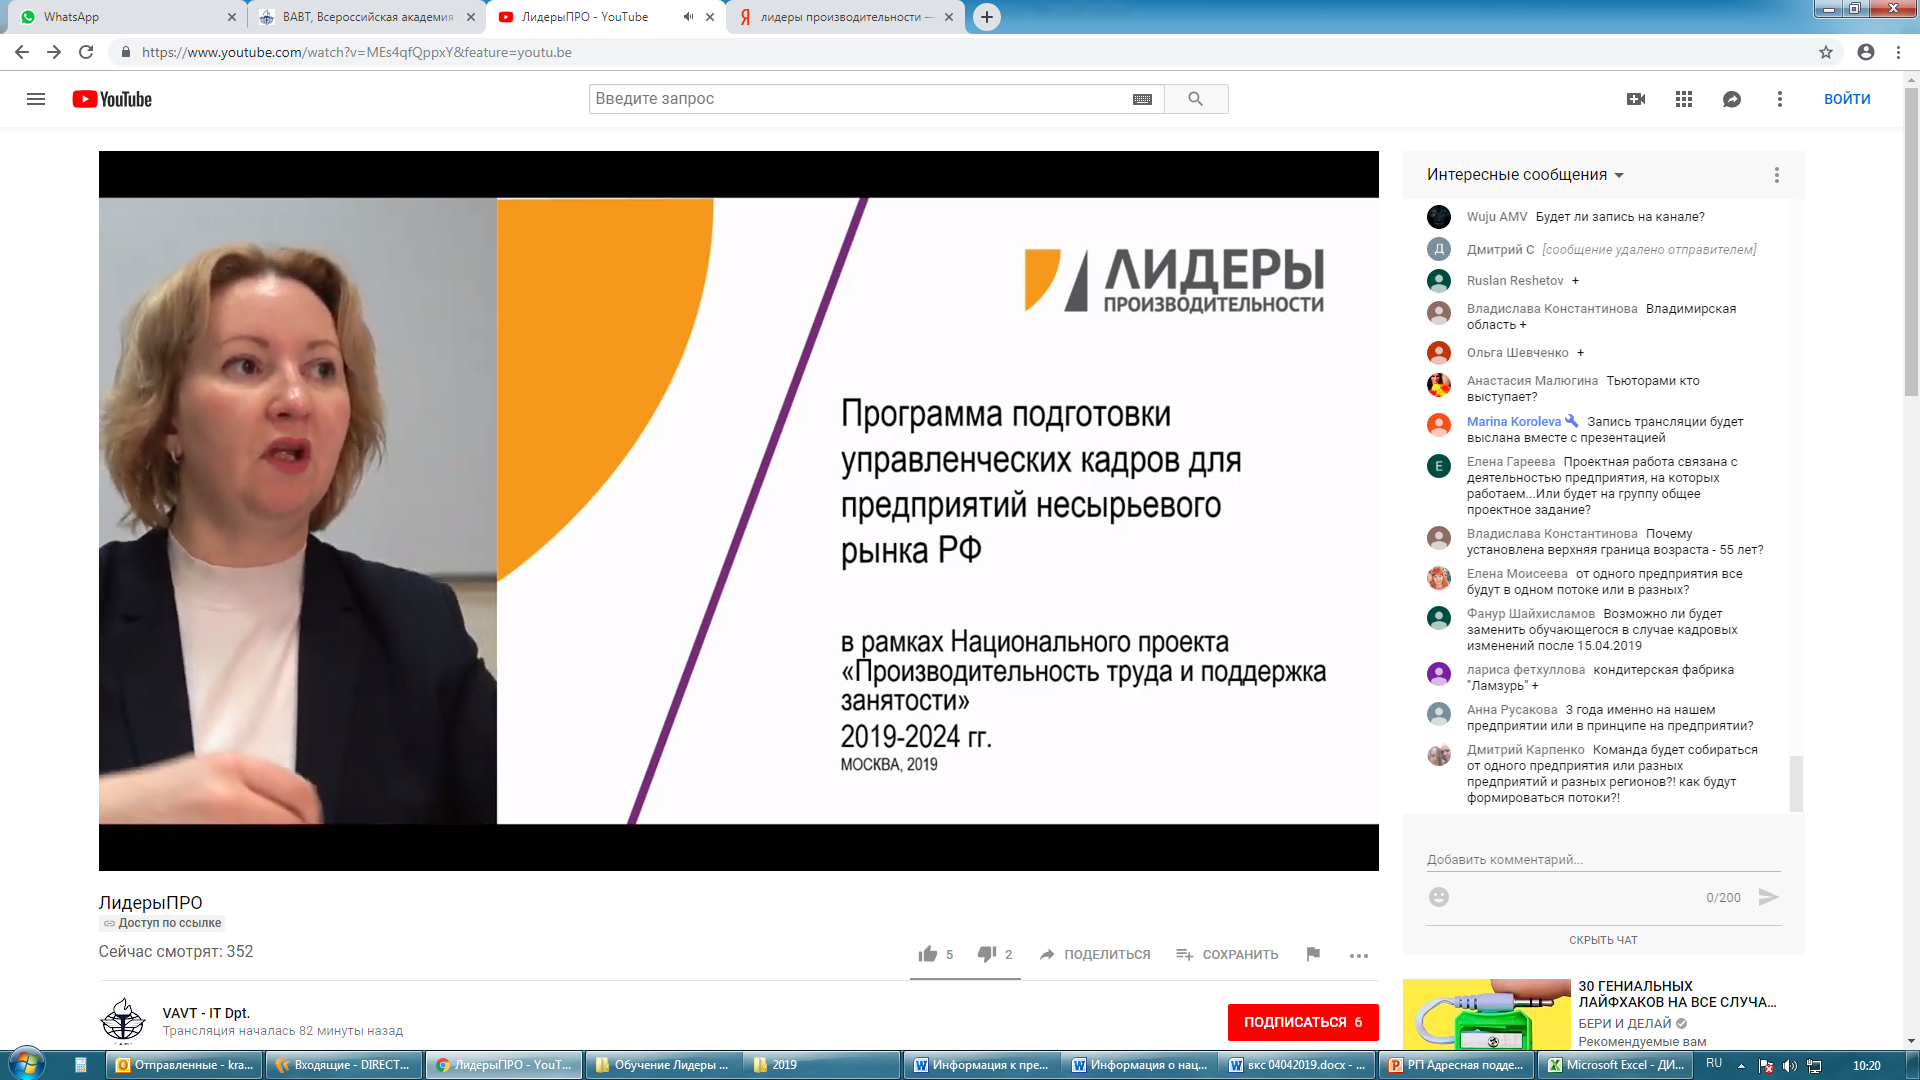 WhatsApp
ВАВТ, Всероссийская академия
ЛидерыПРО - YouTube
лидеры производительности —
https://www.youtube.com/watch?v=MEs4qfQppxY&feature=youtu.be
YouTube
Введите запрос
ВОЙТИ
ЛИДЕРЫ
ПРОИЗВОДИТЕЛЬНОСТИ
Программа подготовки
управленческих кадров для
предприятий несырьевого
рынка РФ
в рамках Национального проекта
«Производительность труда и поддержка
занятости»
2019-2024 гг.
МОСКВА, 2019
Интересные сообщения
Wuju AMV Будет ли запись на канале?
Д Дмитрий С [сообщение удалено отправителем]
Ruslan Reshetov +
Владислава Константинова Владимирская
область +
Ольга Шевченко +
Анастасия Малюгина Тьюторами кто
выступает?
Marina Koroleva Запись трансляции будет
выслана вместе с презентацией
Е Елена Гареева Проектная работа связана с
деятельностью предприятия, на которых
работаем...Или будет на группу общее
проектное задание?
Владислава Константинова Почему
установлена верхняя граница возраста - 55 лет?
Елена Моисеева от одного предприятия все
будут в одном потоке или в разных?
Фанур Шайхисламов Возможно ли будет
заменить обучающегося в случае кадровых
изменений после 15.04.2019
лариса фетхуллова кондитерская фабрика
"Ламзурь" +
Анна Русакова 3 года именно на нашем
предприятии или в принципе на предприятии?
Дмитрий Карпенко Команда будет собираться
от одного предприятия или разных
предприятий и разных регионов?! как будут
формироваться потоки?!
Добавить комментарий...
0/200
СКРЫТЬ ЧАТ
ЛидерыПРО
Доступ по ссылке
Сейчас смотрят: 352
5 2 ПОДЕЛИТЬСЯ СОХРАНИТЬ
VAVT - IT Dpt.
Трансляция началась 82 минуты назад
ПОДПИСАТЬСЯ 6
30 ГЕНИАЛЬНЫХ
ЛАЙФХАКОВ НА ВСЕ СЛУЧА...
БЕРИ И ДЕЛАЙ
Рекомендуемые вам
Отправленные - kra...
Входящие - DIRECT...
ЛидерыПРО - YouT...
Обучение Лидеры ...
2019
Информация к пре...
Информация о нац...
вкс 04042019.docx - ...
РП Адресная подде...
Microsoft Excel - ДИ...
RU
10:20